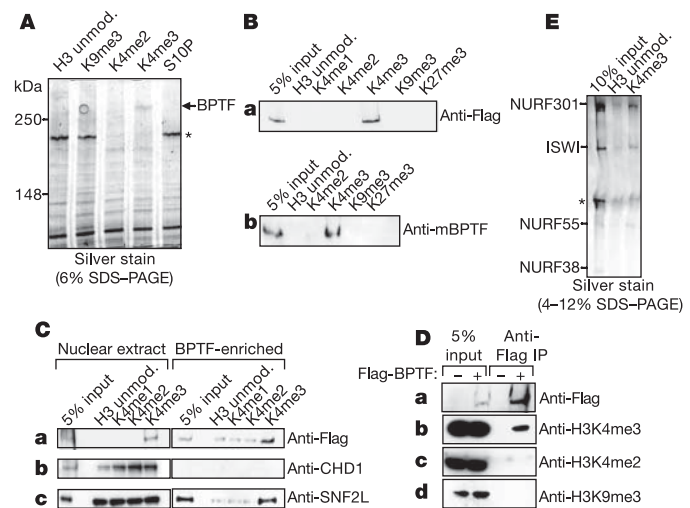 A
H3 unmod.
K9me3
K4me2
K4me3
S10P
kDa
250
148
BPTF
*
Silver stain
(6% SDS–PAGE)
B
5% input
H3 unmod.
K4me1
K4me2
K4me3
K9me3
K27me3
a
Anti-Flag
5% input
H3 unmod.
K4me2
K4me3
K9me3
K27me3
b
Anti-mBPTF
E
10% input
H3 unmod.
K4me3
NURF301
ISWI
*
NURF55
NURF38
Silver stain
(4–12% SDS–PAGE)
C
Nuclear extract
BPTF-enriched
5% input
H3 unmod.
K4me1
K4me2
K4me3
5% input
H3 unmod.
K4me1
K4me2
K4me3
a
Anti-Flag
b
Anti-CHD1
c
Anti-SNF2L
D
5%
input
Anti-
Flag IP
Flag-BPTF: – + – +
a
Anti-Flag
b
Anti-H3K4me3
c
Anti-H3K4me2
d
Anti-H3K9me3